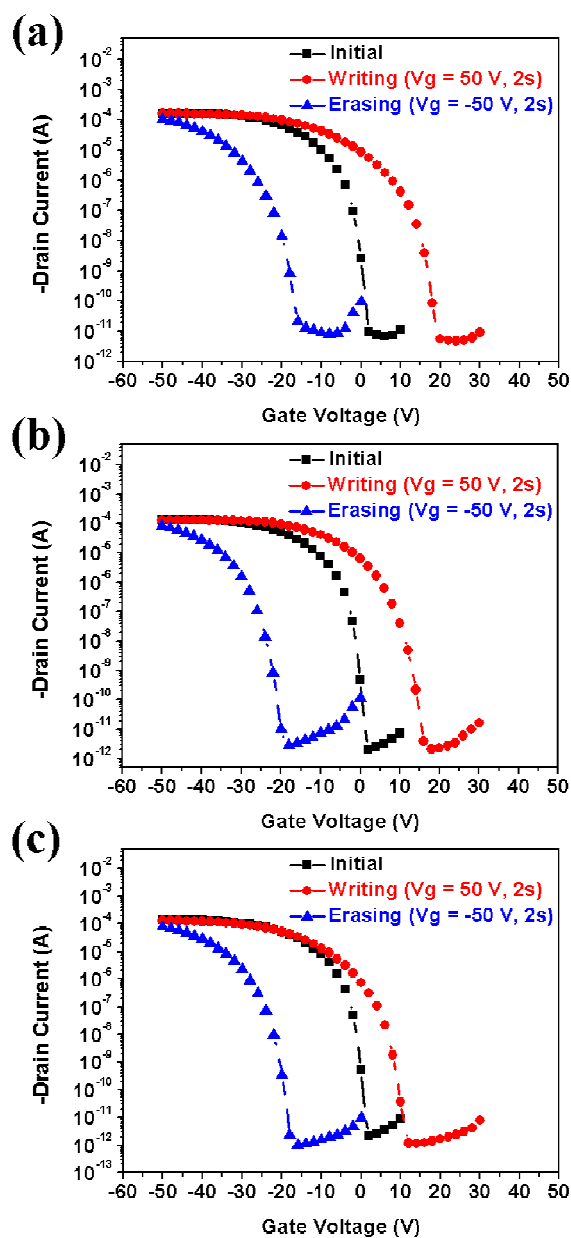 (a)
Initial
Writing (Vg = 50 V, 2s)
Erasing (Vg = -50 V, 2s)
-Drain Current (A)
10-2
10-3
10-4
10-5
10-6
10-7
10-8
10-9
10-10
10-11
10-12
-60 -50 -40 -30 -20 -10 0 10 20 30 40 50
Gate Voltage (V)
(b)
Initial
Writing (Vg = 50 V, 2s)
Erasing (Vg = -50 V, 2s)
-Drain Current (A)
10-2
10-3
10-4
10-5
10-6
10-7
10-8
10-9
10-10
10-11
10-12
-60 -50 -40 -30 -20 -10 0 10 20 30 40 50
Gate Voltage (V)
(c)
Initial
Writing (Vg = 50 V, 2s)
Erasing (Vg = -50 V, 2s)
-Drain Current (A)
10-2
10-3
10-4
10-5
10-6
10-7
10-8
10-9
10-10
10-11
10-12
10-13
-60 -50 -40 -30 -20 -10 0 10 20 30 40 50
Gate Voltage (V)